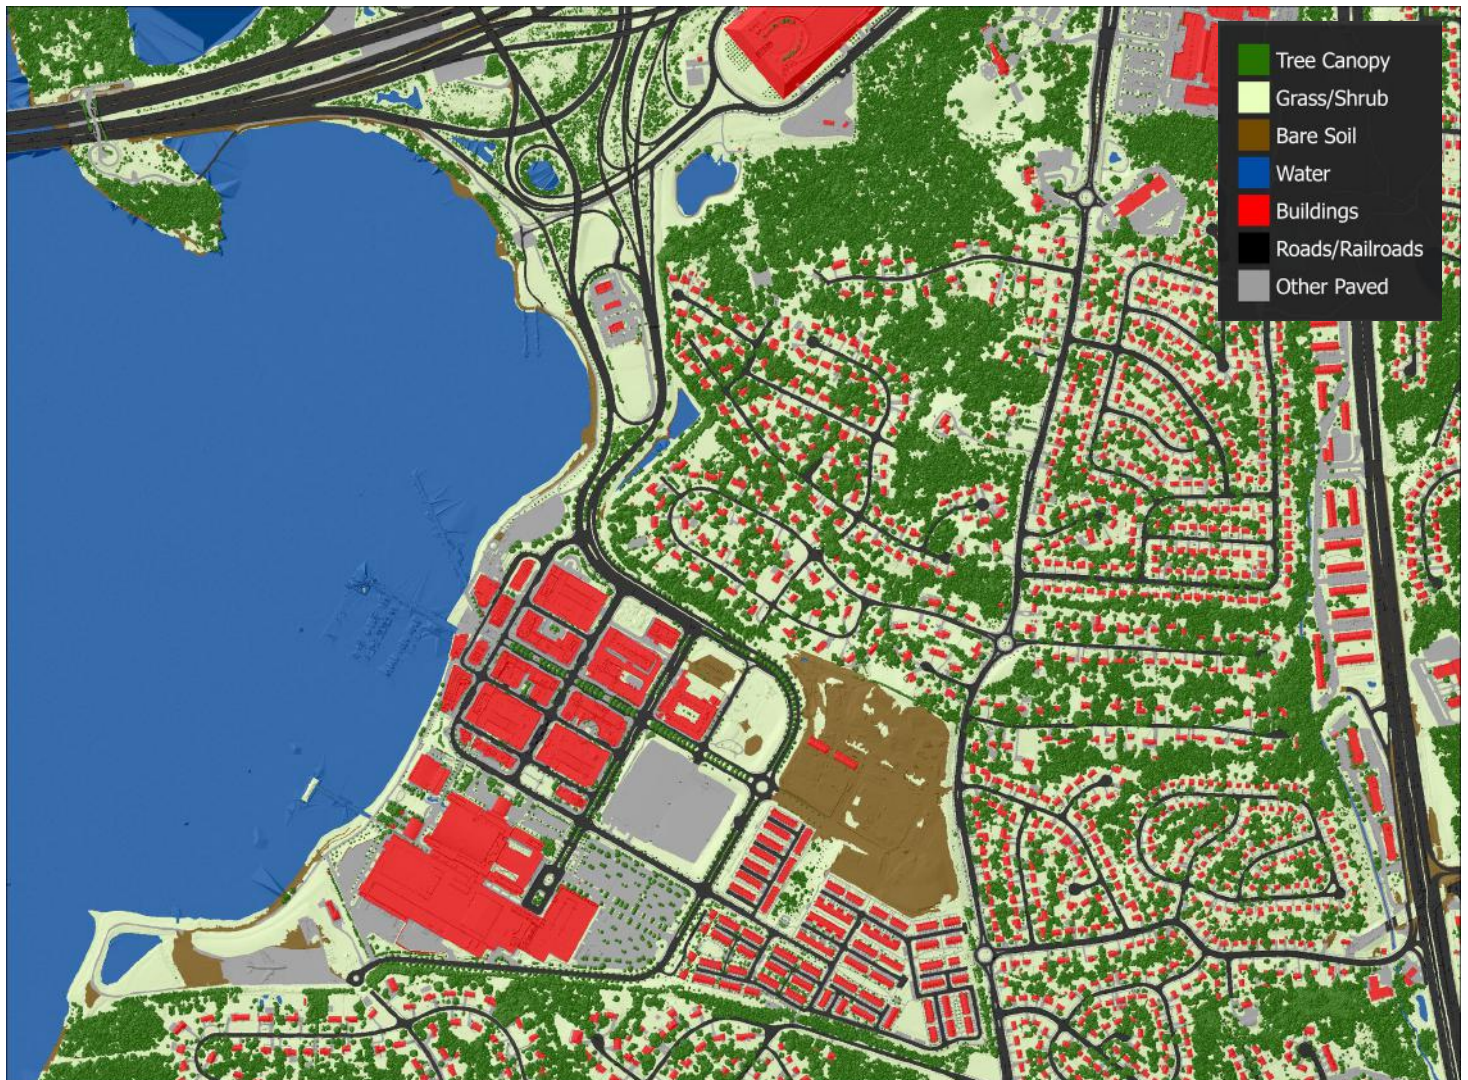 Tree Canopy
Grass/Shrub
Bare Soil
Water
Buildings
Roads/Railroads
Other Paved